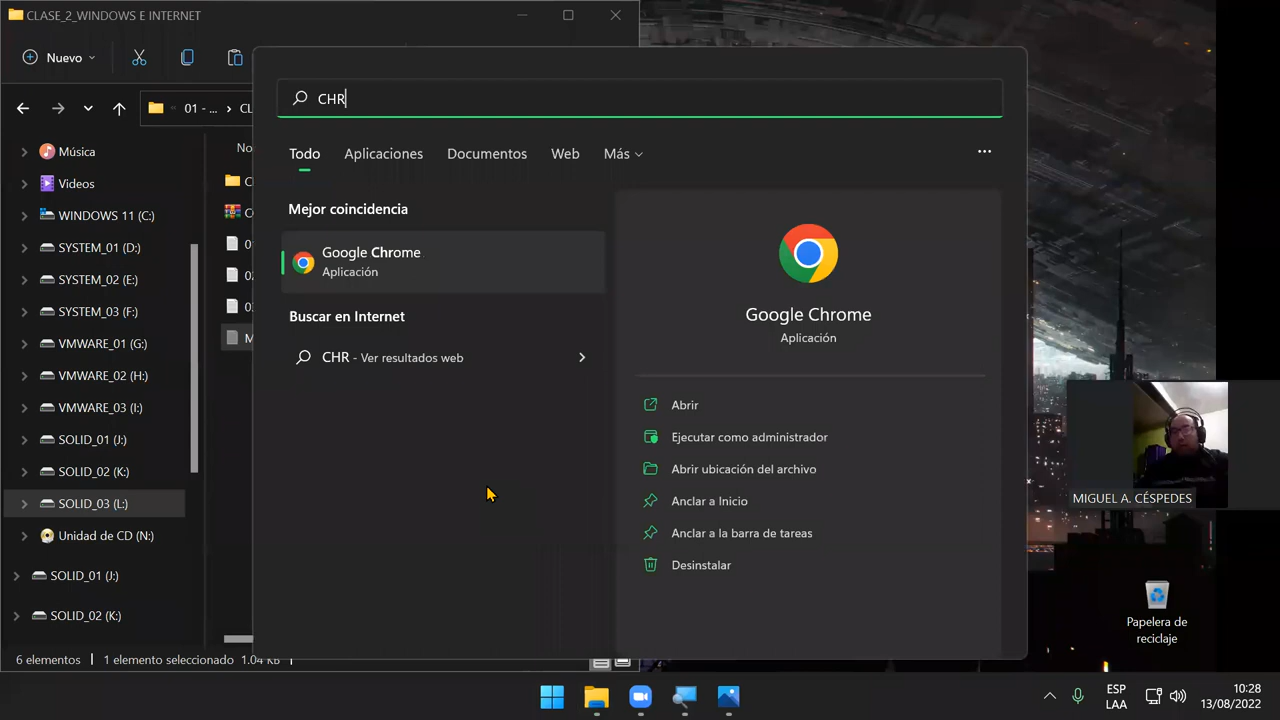 CLASE_2_WINDOWS E INTERNET
Nuevo
01 - ...
CHR
Todo
Aplicaciones
Documentos
Web
Más
Mejor coincidencia
Google Chrome
Aplicación
Buscar en Internet
CHR - Ver resultados web
Google Chrome
Aplicación
Abrir
Ejecutar como administrador
Abrir ubicación del archivo
Anclar a Inicio
Anclar a la barra de tareas
Desinstalar
Música
Videos
WINDOWS 11 (C:)
SYSTEM_01 (D:)
SYSTEM_02 (E:)
SYSTEM_03 (F:)
VMWARE_01 (G:)
VMWARE_02 (H:)
VMWARE_03 (I:)
SOLID_01 (J:)
SOLID_02 (K:)
SOLID_03 (L:)
Unidad de CD (N:)
SOLID_01 (J:)
SOLID_02 (K:)
6 elementos
1 elemento seleccionado 1.04 KB
MIGUEL A. CÉSPEDES
Papelera de
reciclaje
ESP
LAA
10:28
13/08/2022